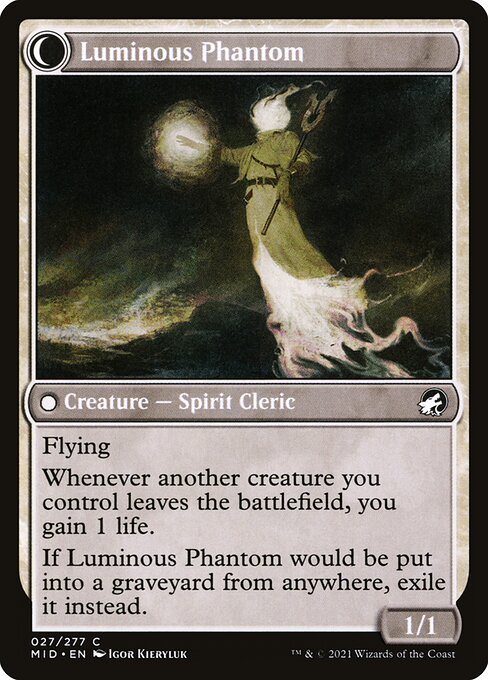 Luminous Phantom
Creature — Spirit Cleric
Flying
Whenever another creature you
control leaves the battlefield, you
gain 1 life.
If Luminous Phantom would be put
into a graveyard from anywhere, exile
it instead.
1/1
027/277 C
MID • EN Igor Kieryluk
™ & © 2021 Wizards of the Coast